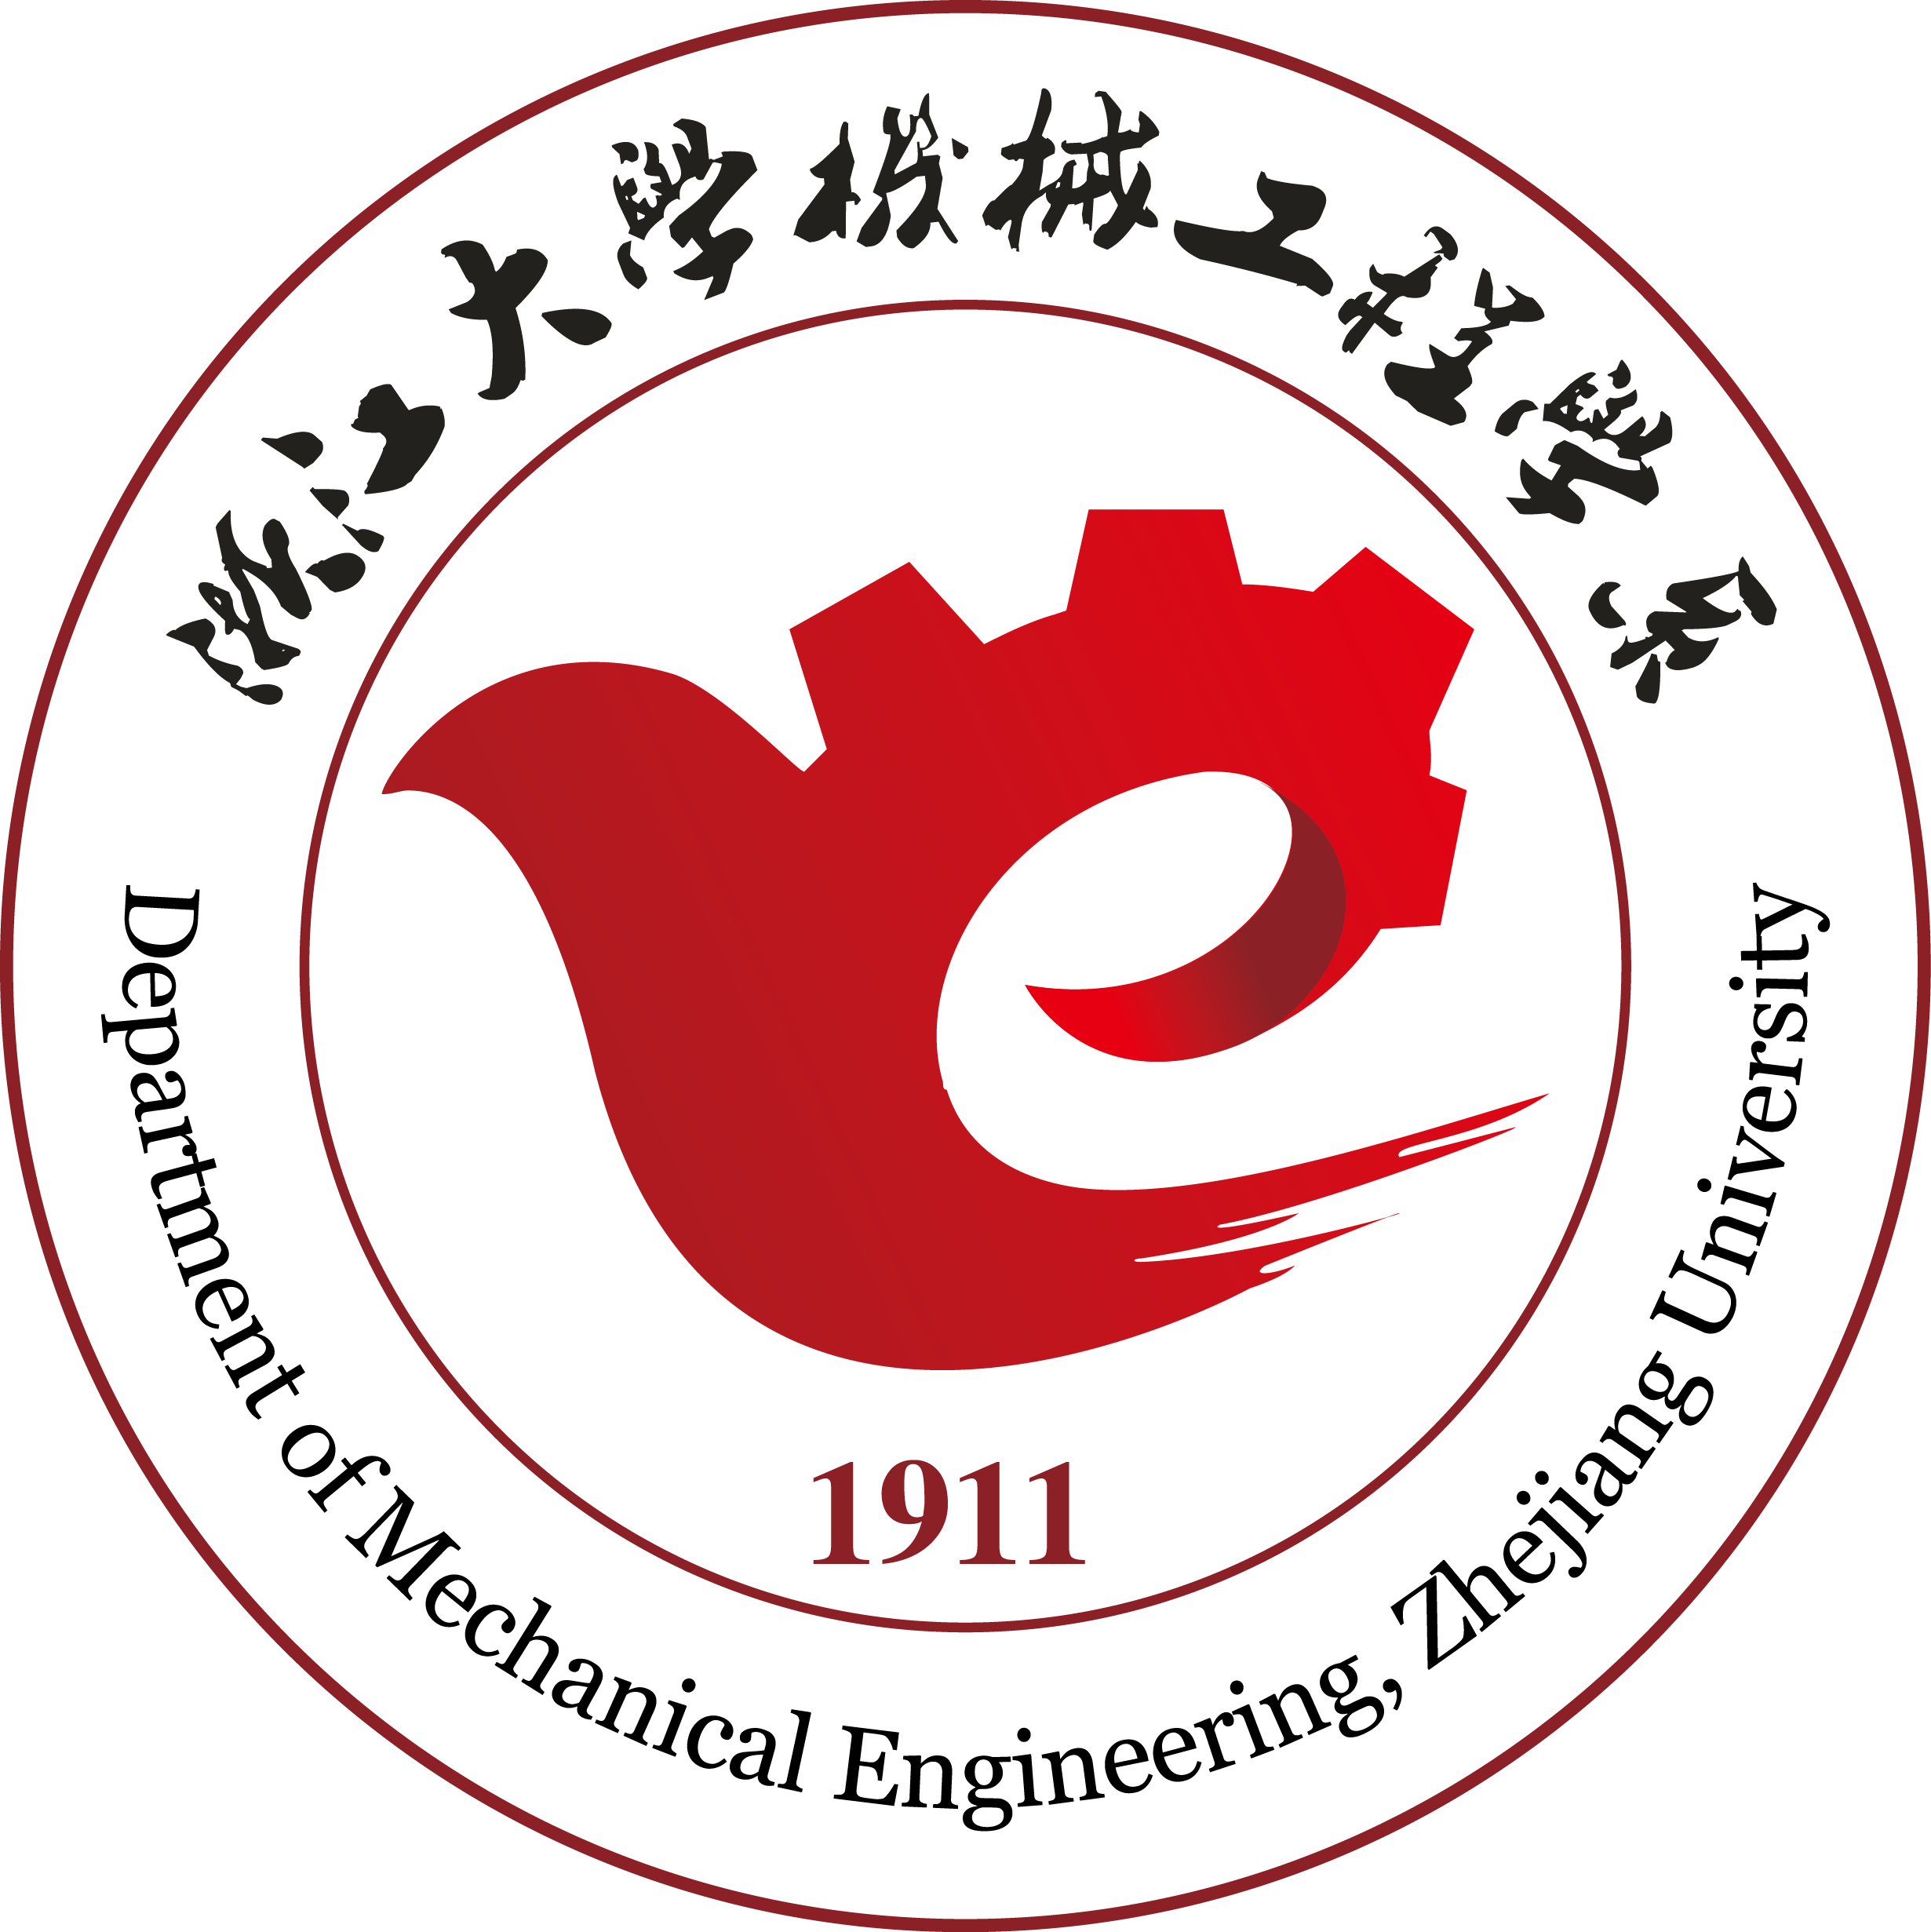 浙江大學機械工程學系
1911
Department of Mechanical Engineering, Zhejiang University